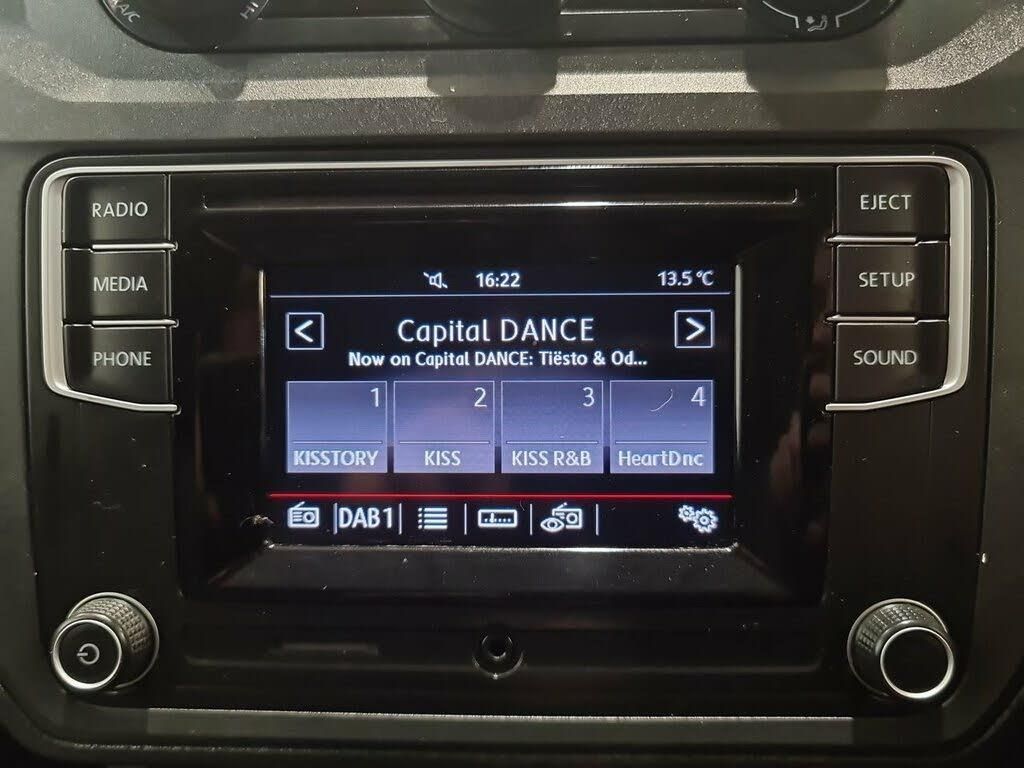 A/C
HI
RADIO
EJECT
MEDIA
SETUP
PHONE
SOUND
16:22
13.5 °C
< Capital DANCE >
Now on Capital DANCE: Tiësto & Od...
1 2 3 4
KISSTORY KISS KISS R&B HeartDnc
DAB1